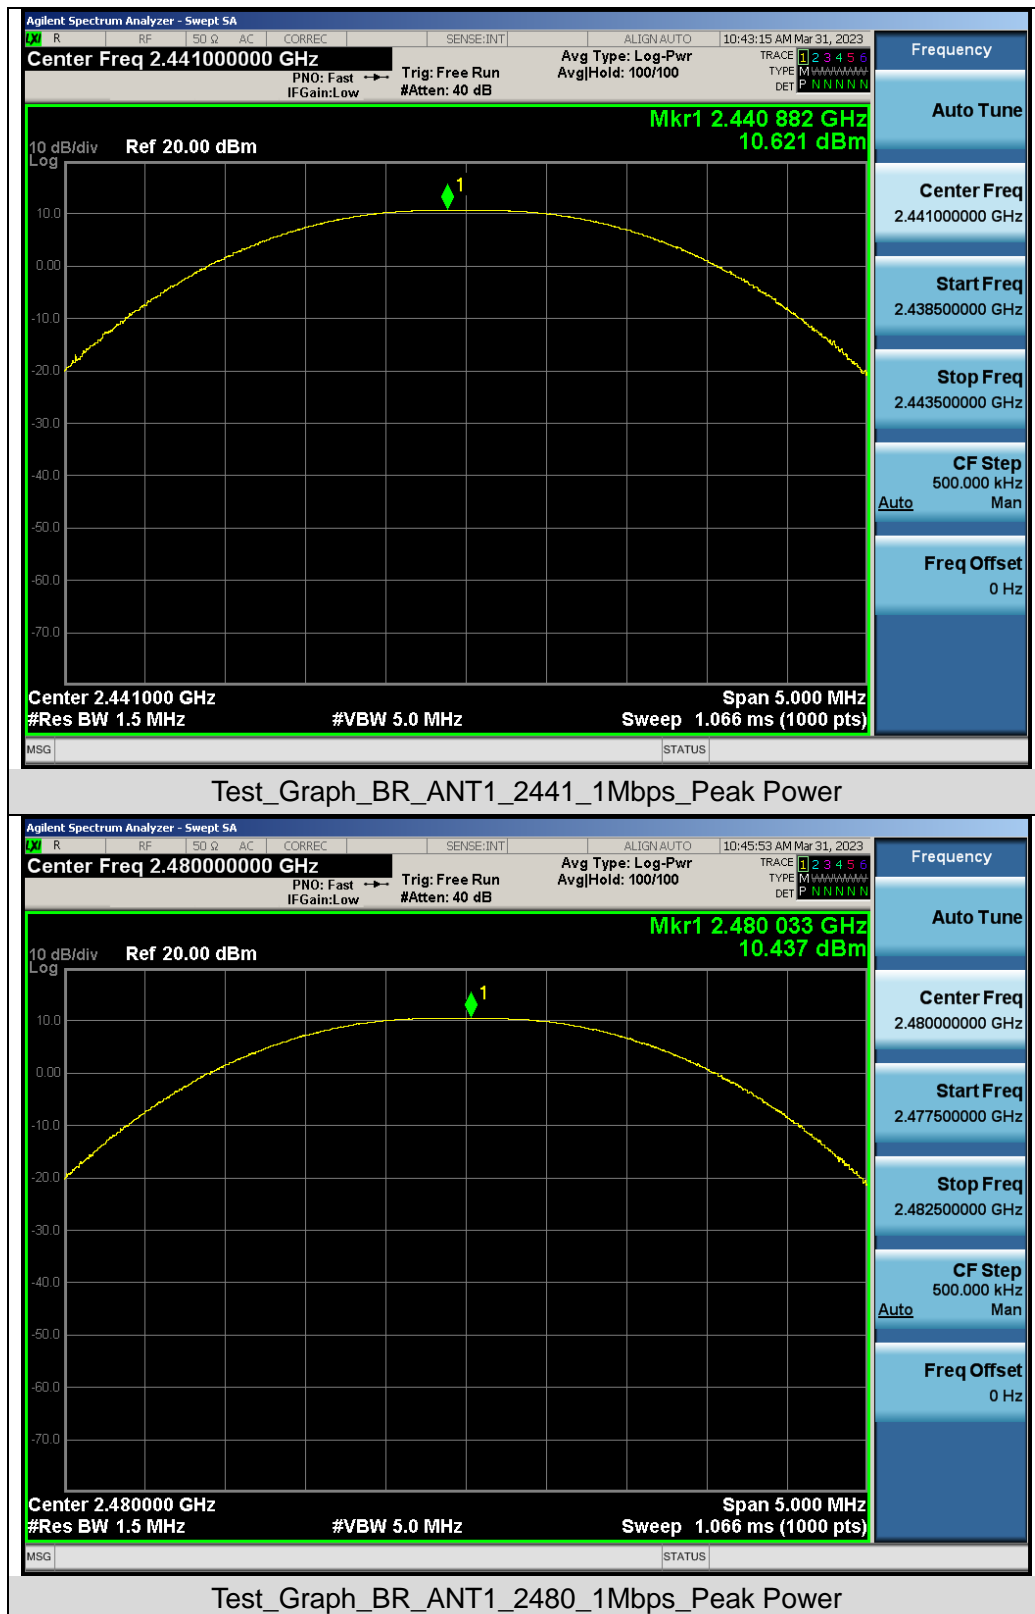 Agilent Spectrum Analyzer - Swept SA
LXI R RF 50 Ω AC CORREC SENSE:INT ALIGN AUTO 10:43:15 AM Mar 31, 2023
Center Freq 2.441000000 GHz
PNO: Fast
IFGain:Low
Trig: Free Run
#Atten: 40 dB
Avg Type: Log-Pwr
Avg|Hold: 100/100
TRACE 1 2 3 4 5 6
TYPE M WWWWW
DET P N N N N N
Mkr1 2.440 882 GHz
10.621 dBm
10 dB/div Ref 20.00 dBm
Log
1
10.0
0.00
-10.0
-20.0
-30.0
-40.0
-50.0
-60.0
-70.0
Center 2.441000 GHz Span 5.000 MHz
#Res BW 1.5 MHz #VBW 5.0 MHz Sweep 1.066 ms (1000 pts)
MSG STATUS
Frequency
Auto Tune
Center Freq
2.441000000 GHz
Start Freq
2.438500000 GHz
Stop Freq
2.443500000 GHz
CF Step
500.000 kHz
Auto Man
Freq Offset
0 Hz
Test_Graph_BR_ANT1_2441_1Mbps_Peak Power
Agilent Spectrum Analyzer - Swept SA
LXI R RF 50 Ω AC CORREC SENSE:INT ALIGN AUTO 10:45:53 AM Mar 31, 2023
Center Freq 2.480000000 GHz
PNO: Fast
IFGain:Low
Trig: Free Run
#Atten: 40 dB
Avg Type: Log-Pwr
Avg|Hold: 100/100
TRACE 1 2 3 4 5 6
TYPE M WWWWW
DET P N N N N N
Mkr1 2.480 033 GHz
10.437 dBm
10 dB/div Ref 20.00 dBm
Log
1
10.0
0.00
-10.0
-20.0
-30.0
-40.0
-50.0
-60.0
-70.0
Center 2.480000 GHz Span 5.000 MHz
#Res BW 1.5 MHz #VBW 5.0 MHz Sweep 1.066 ms (1000 pts)
MSG STATUS
Frequency
Auto Tune
Center Freq
2.480000000 GHz
Start Freq
2.477500000 GHz
Stop Freq
2.482500000 GHz
CF Step
500.000 kHz
Auto Man
Freq Offset
0 Hz
Test_Graph_BR_ANT1_2480_1Mbps_Peak Power